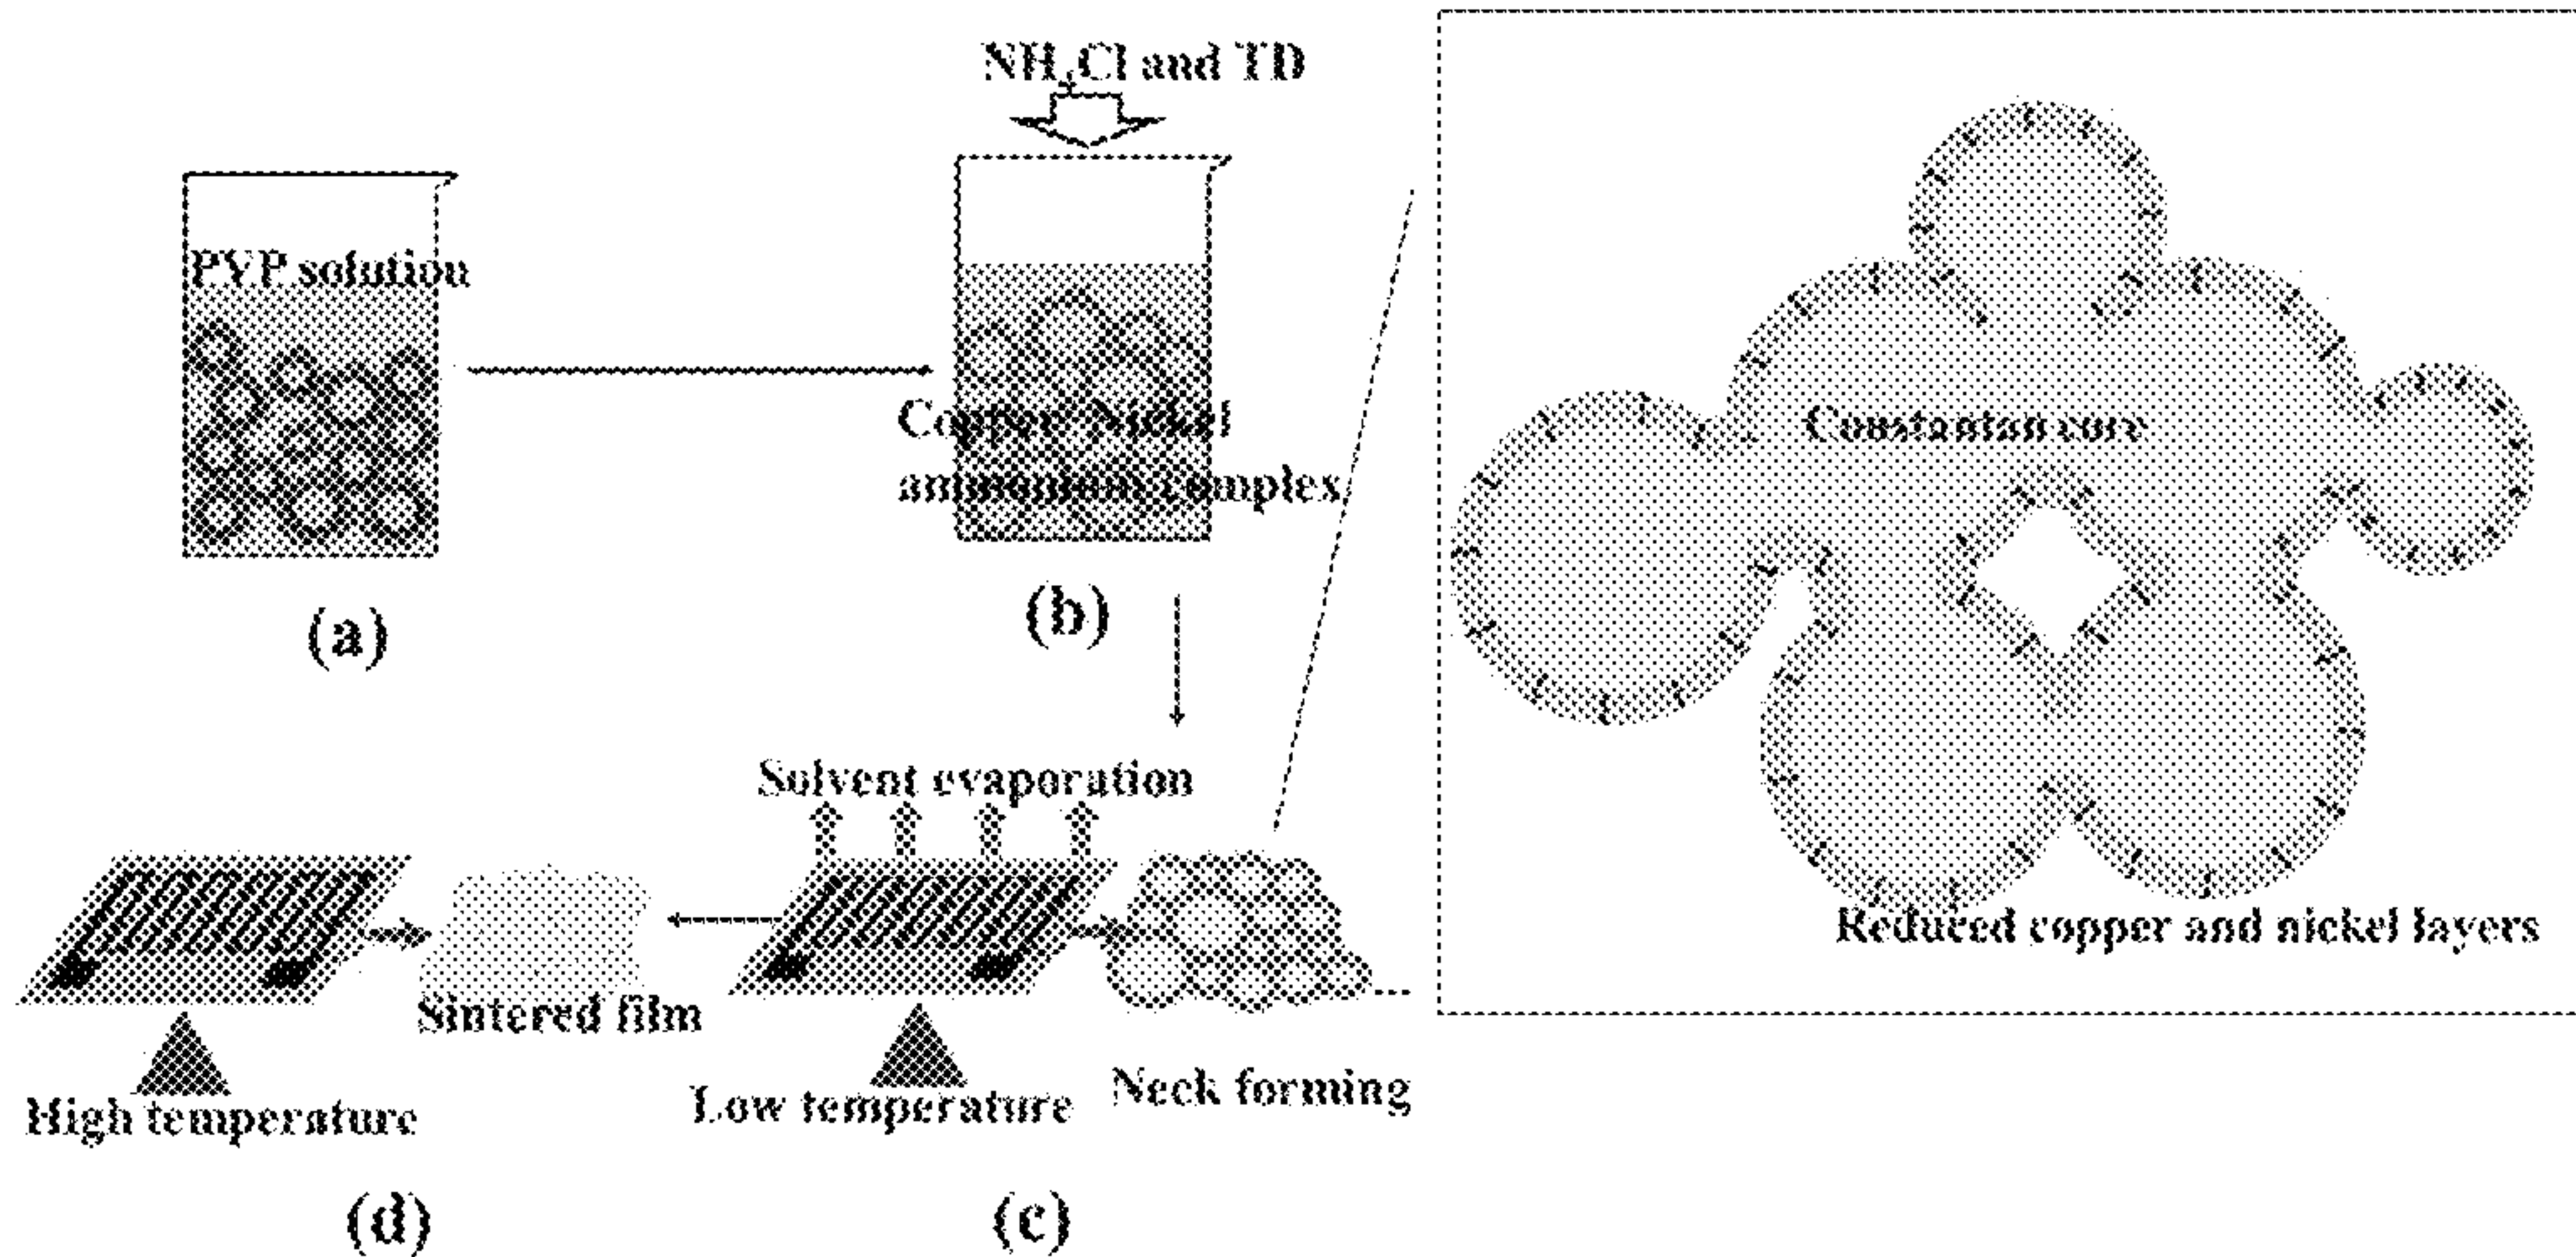 NH₄Cl and TD
PVP solution
Copper Nickel
ammonium complex
(a)
(b)
Constantan core
Reduced copper and nickel layers
Solvent evaporation
Sintered film
High temperature
Low temperature
Neck forming
(d)
(c)